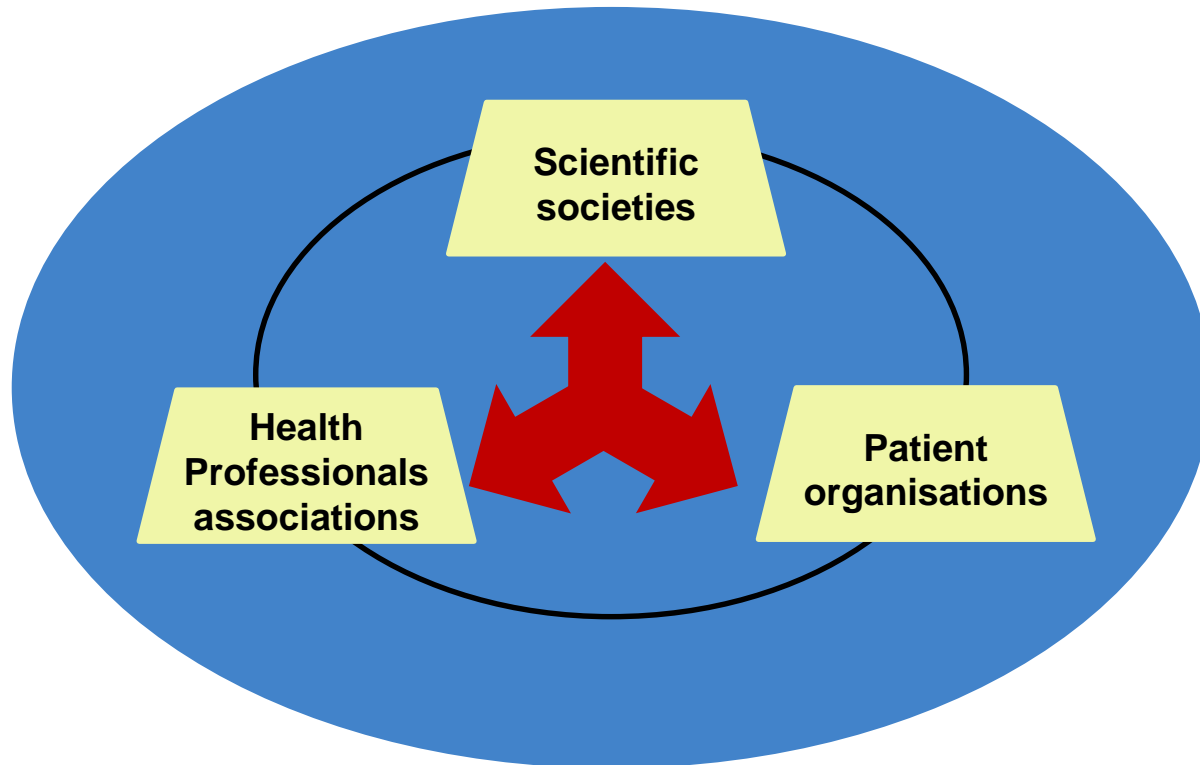 Scientific
societies
Health
Professionals
associations
Patient
organisations